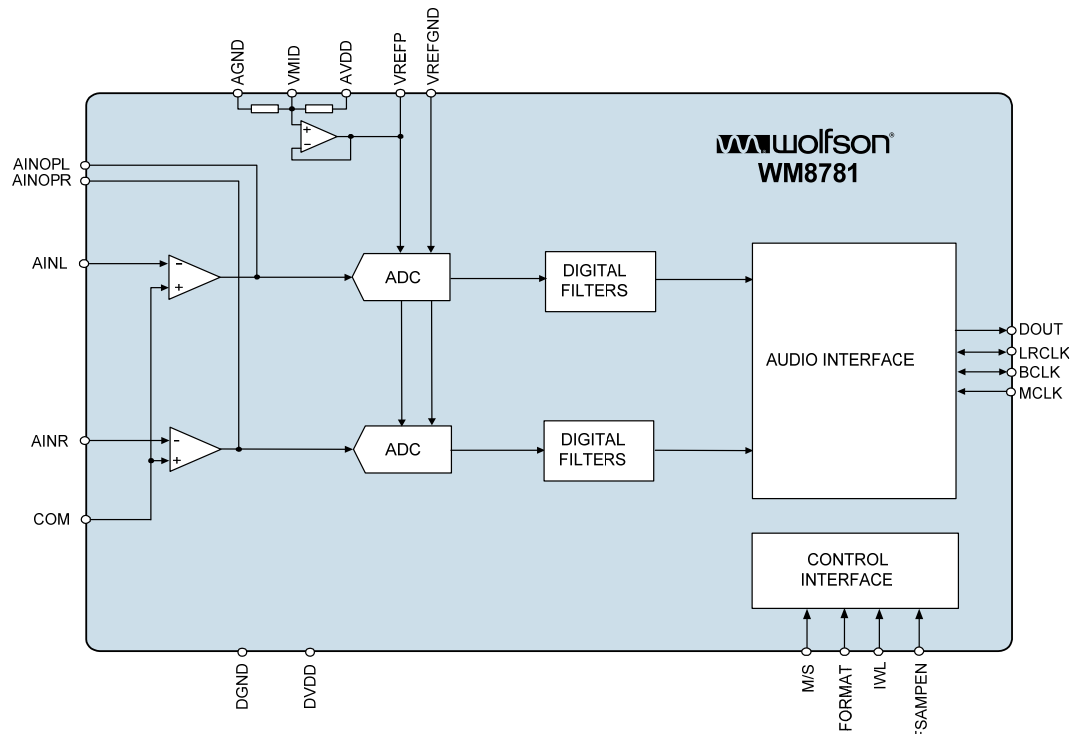 AGND
VMID
AVDD
VREFP
VREFGND
wolfson®
WM8781
AINOPL
AINOPR
AINL
AINR
COM
+
-
-
+
-
+
ADC
ADC
DIGITAL
FILTERS
DIGITAL
FILTERS
AUDIO INTERFACE
DOUT
LRCLK
BCLK
MCLK
CONTROL
INTERFACE
DGND
DVDD
M/S
FORMAT
IWL
FSAMPEN